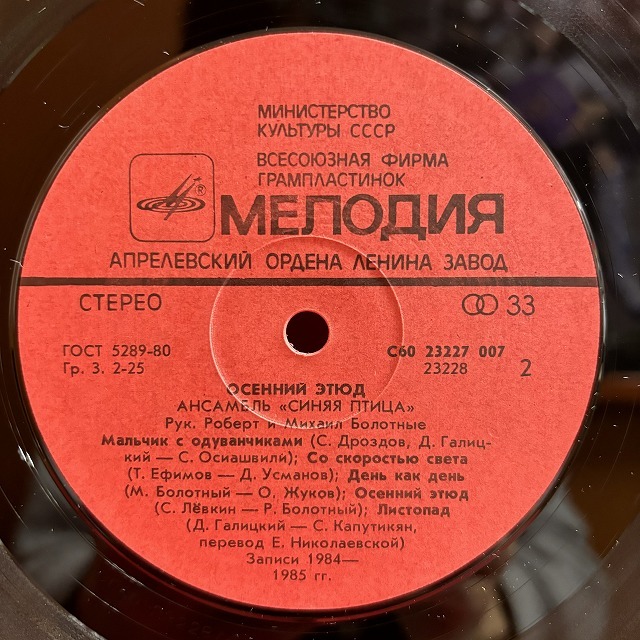 МИНИСТЕРСТВО
КУЛЬТУРЫ СССР
ВСЕСОЮЗНАЯ ФИРМА
ГРАМПЛАСТИНОК
®
МЕЛОДИЯ
АПРЕЛЕВСКИЙ ОРДЕНА ЛЕНИНА ЗАВОД
СТЕРЕО
33
ГОСТ 5289-80
С60 23227 007
Гр. 3. 2-25
23228
2
ОСЕННИЙ ЭТЮД
АНСАМБЛЬ «СИНЯЯ ПТИЦА»
Рук. Роберт и Михаил Болотные
Мальчик с одуванчиками (С. Дроздов, Д. Галиц-
кий — С. Осиашвили); Со скоростью света
(Т. Ефимов — Д. Усманов); День как день
(М. Болотный — О. Жуков); Осенний этюд
(С. Лёвкин — Р. Болотный); Листопад
(Д. Галицкий — С. Капутикян,
перевод Е. Николаевской)
Записи 1984—
1985 гг.